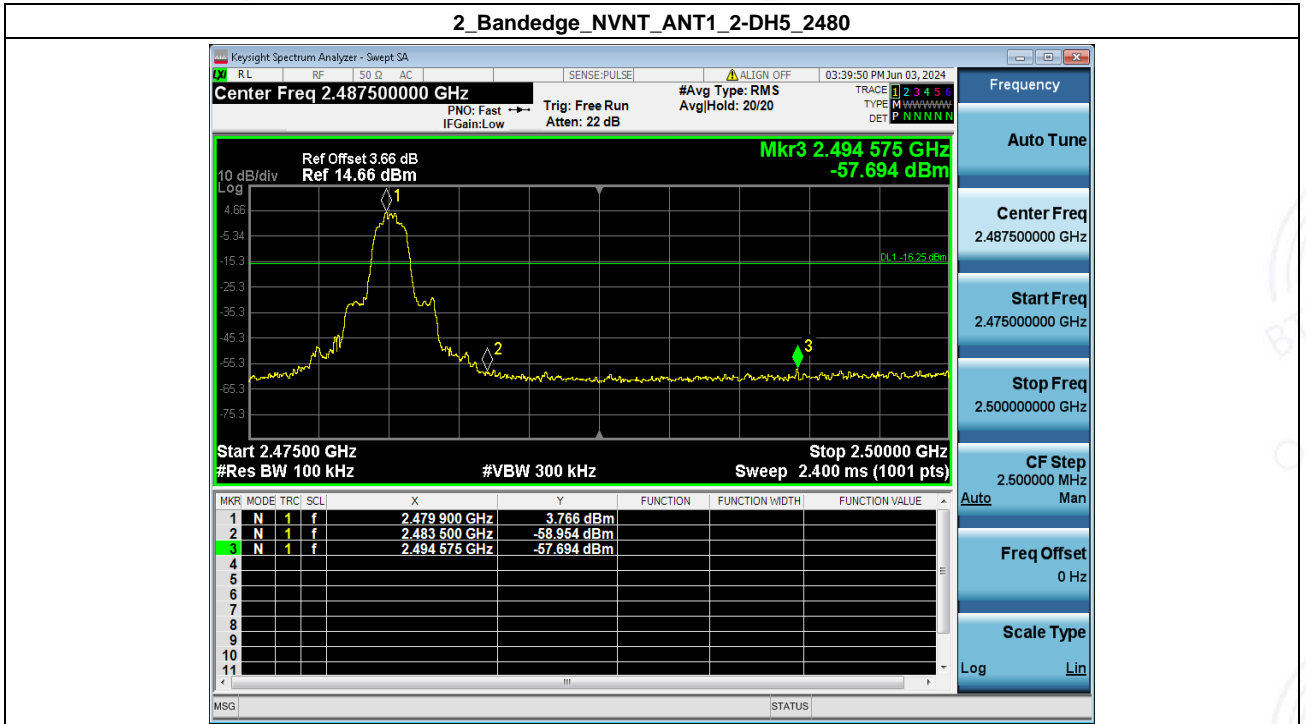 2_Bandedge_NVNT_ANT1_2-DH5_2480
Keysight Spectrum Analyzer - Swept SA
LXI RL RF 50 Ω AC SENSE:PULSE ALIGN OFF 03:39:50 PM Jun 03, 2024
Center Freq 2.487500000 GHz
PNO: Fast
IFGain:Low
Trig: Free Run
Atten: 22 dB
#Avg Type: RMS
Avg|Hold: 20/20
TRACE 1 2 3 4 5 6
TYPE M WWWWW
DET P N N N N N
Mkr3 2.494 575 GHz
-57.694 dBm
Ref Offset 3.66 dB
10 dB/div Ref 14.66 dBm
Log
4.66
-5.34
-15.3
-25.3
-35.3
-45.3
-55.3
-65.3
-75.3
1
2
3
DL1 -16.25 dBm
Start 2.47500 GHz Stop 2.50000 GHz
#Res BW 100 kHz #VBW 300 kHz Sweep 2.400 ms (1001 pts)
MKR MODE TRC SCL X Y FUNCTION FUNCTION WIDTH FUNCTION VALUE
1 N 1 f 2.479 900 GHz 3.766 dBm
2 N 1 f 2.483 500 GHz -58.954 dBm
3 N 1 f 2.494 575 GHz -57.694 dBm
4
5
6
7
8
9
10
11
MSG STATUS
Frequency
Auto Tune
Center Freq
2.487500000 GHz
Start Freq
2.475000000 GHz
Stop Freq
2.500000000 GHz
CF Step
2.500000 MHz
Auto Man
Freq Offset
0 Hz
Scale Type
Log Lin